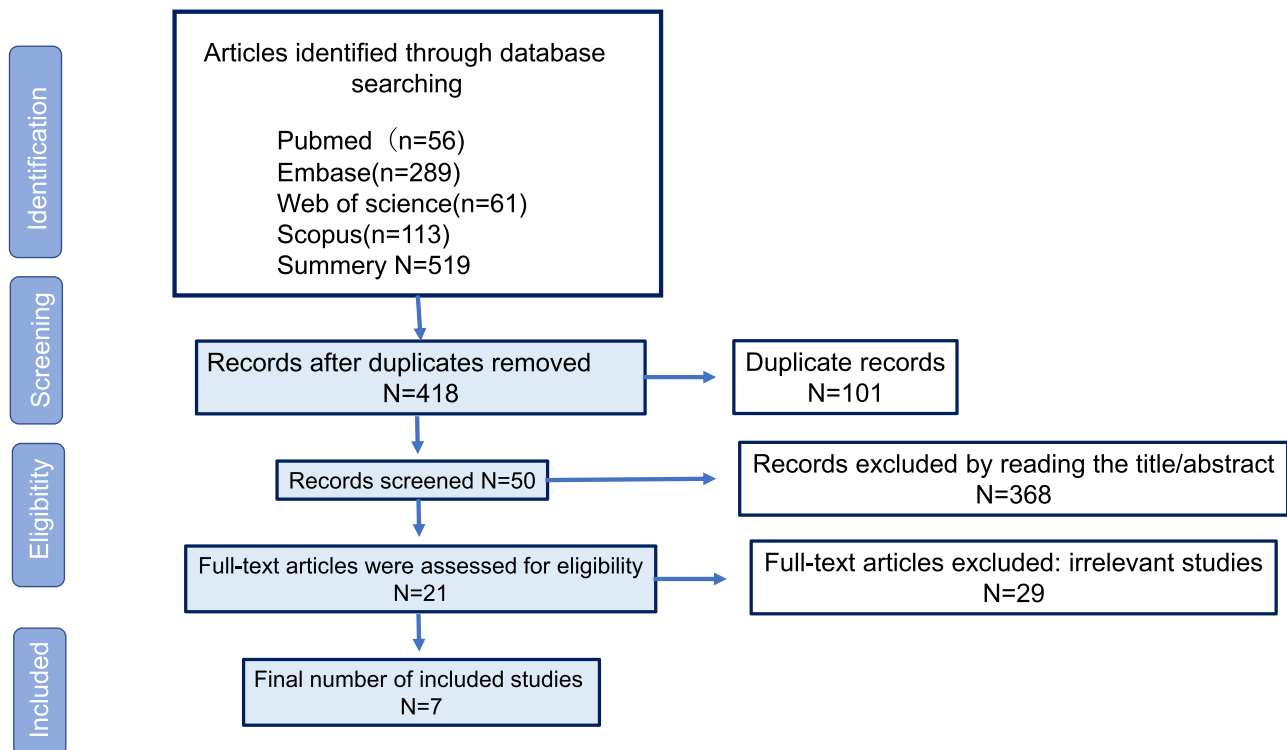 Identification
Articles identified through database
searching
Pubmed（n=56)
Embase(n=289)
Web of science(n=61)
Scopus(n=113)
Summery N=519
Screening
Records after duplicates removed
N=418
Duplicate records
N=101
Eligibitity
Records screened N=50
Records excluded by reading the title/abstract
N=368
Full-text articles were assessed for eligibility
N=21
Full-text articles excluded: irrelevant studies
N=29
Included
Final number of included studies
N=7